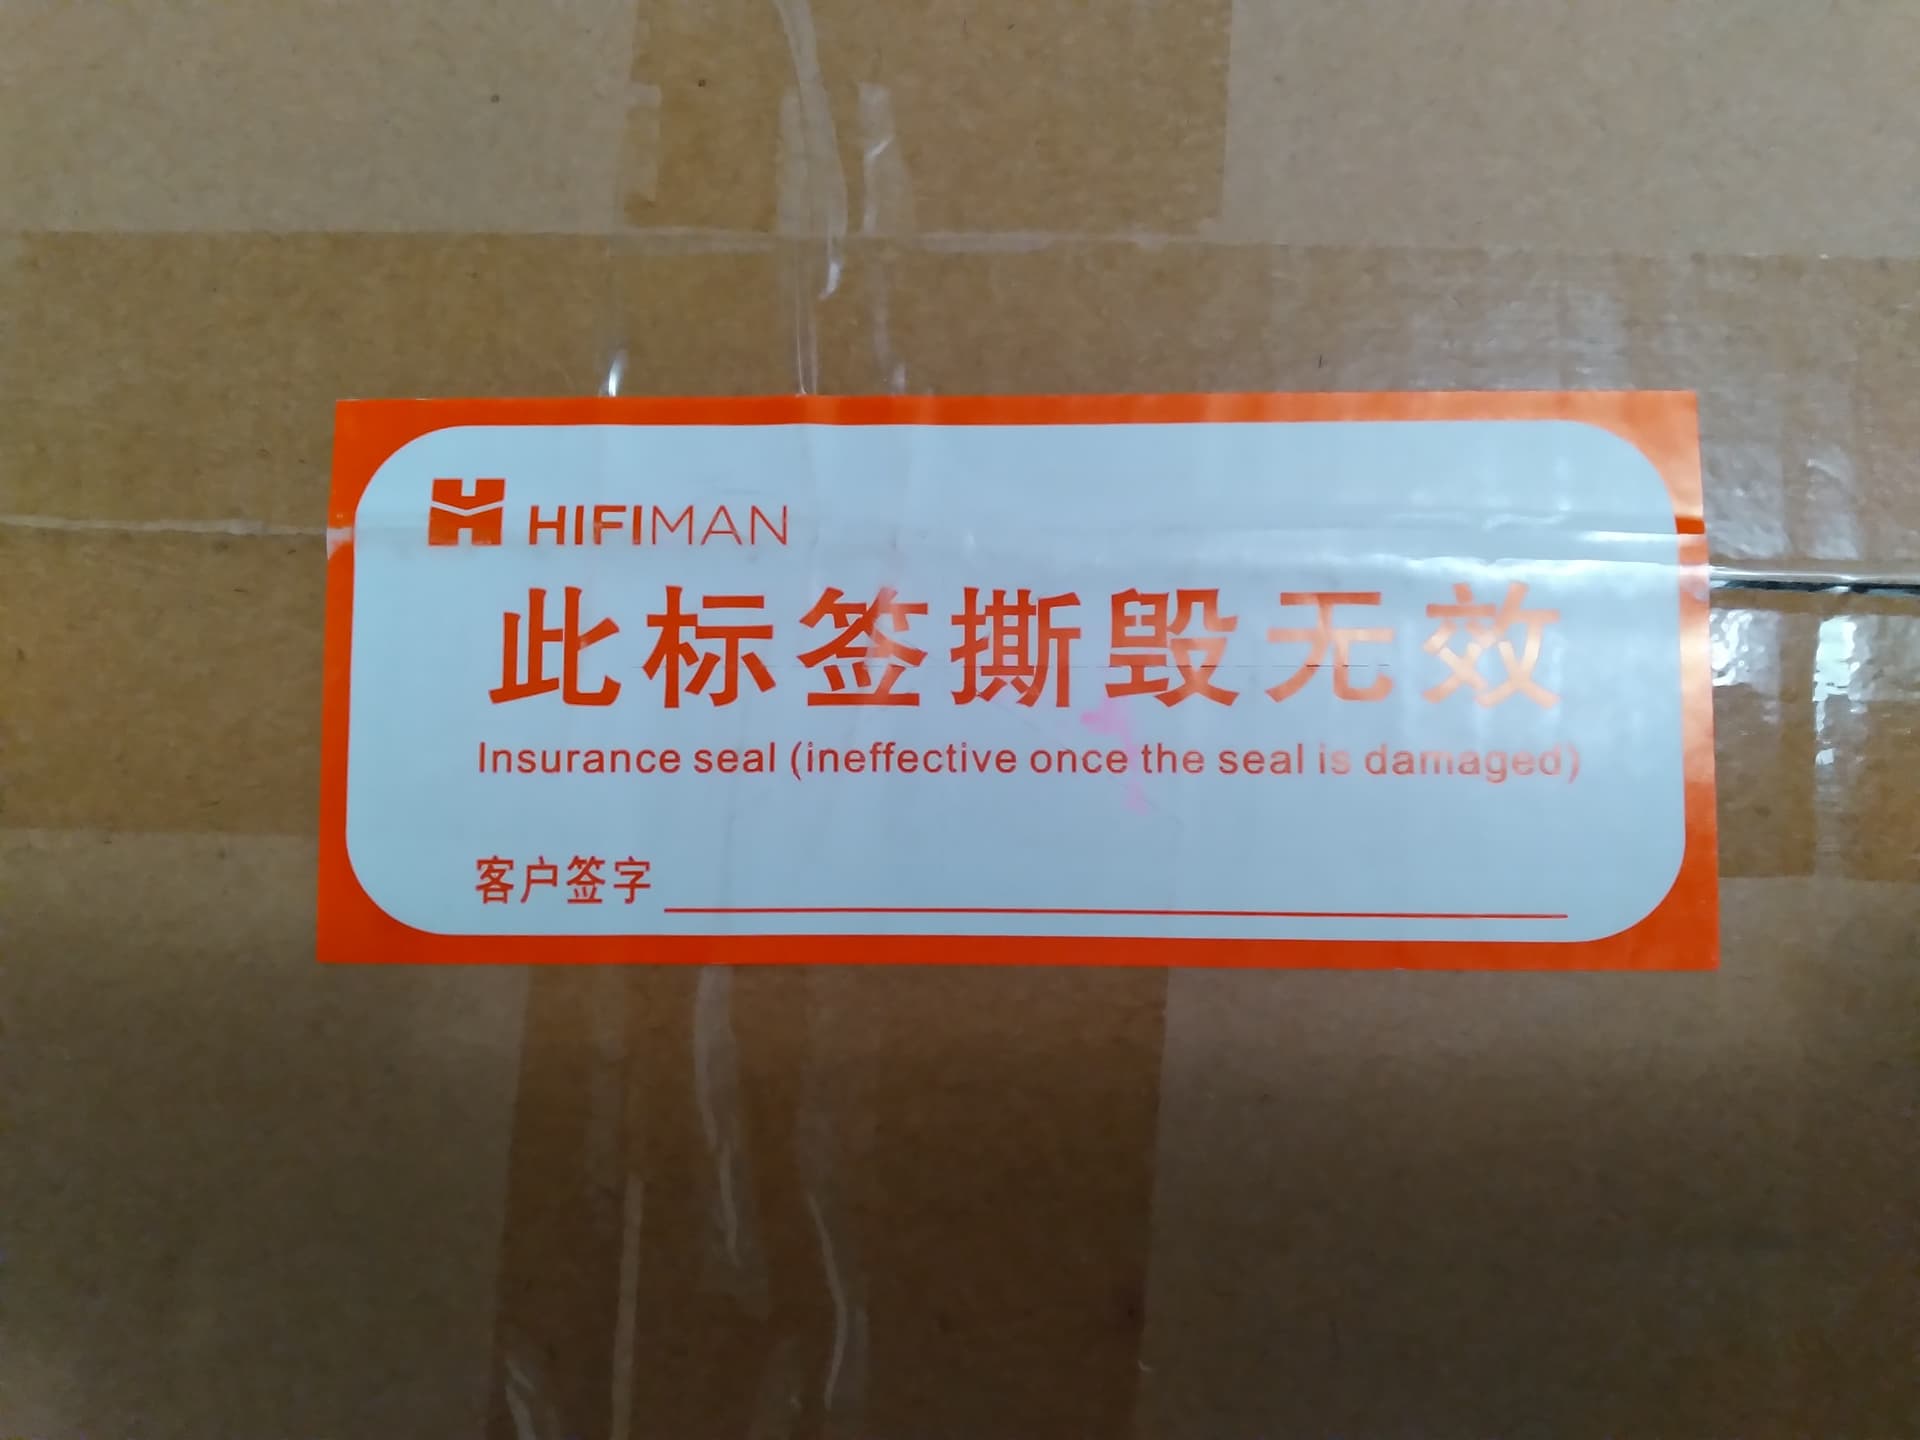 HIFIMAN
此标签撕毁无效
Insurance seal (ineffective once the seal is damaged)
客户签字